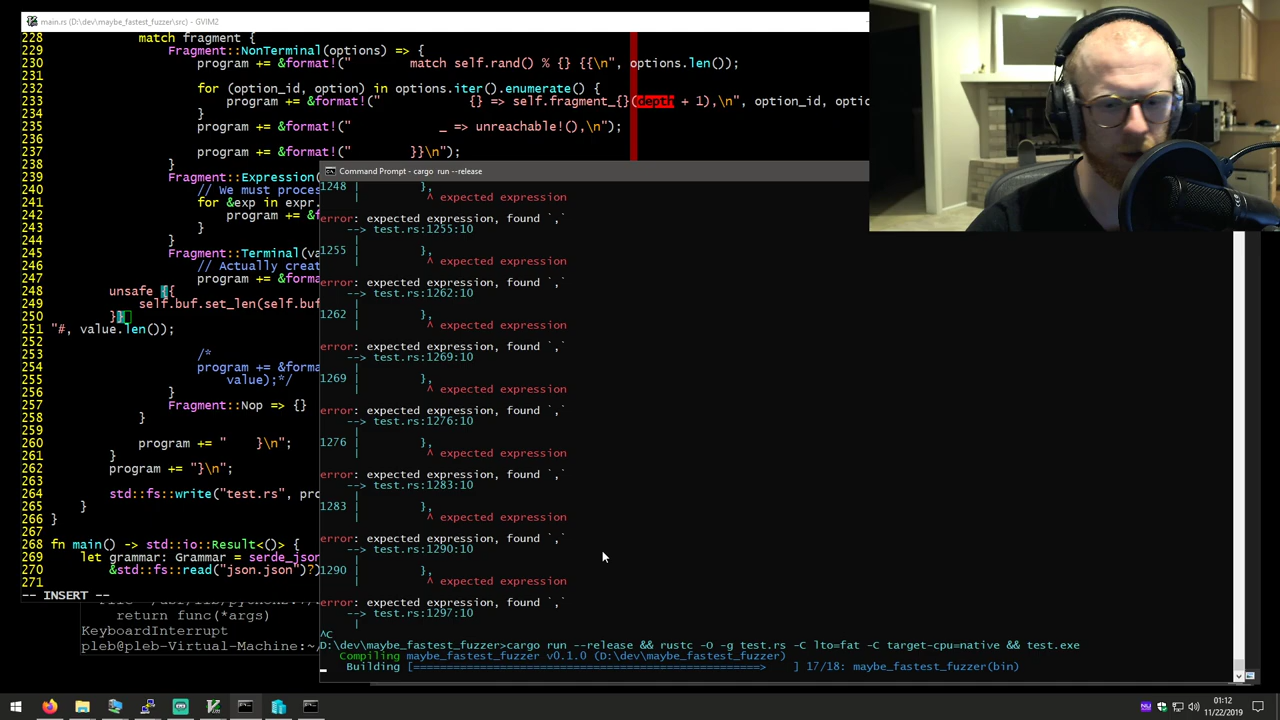 main.rs (D:\dev\maybe_fastest_fuzzer\src) - GVIM2
228 match fragment {
229 Fragment::NonTerminal(options) => {
230 program += &format!("        match self.rand() % {} {{\n", options.len());
231
232 for (option_id, option) in options.iter().enumerate() {
233 program += &format!("            {} => self.fragment_{}(depth + 1),\n", option_id, optio
234 }
235 program += &format!("            _ => unreachable!(),\n");
236
237 program += &format!("        }}\n");
238 }
239 Fragment::Expression(
240 // We must proces
241 for &exp in expr.
242 program += &
243 }
244 }
245 Fragment::Terminal(va
246 // Actually creat
247 program += &forma
248 unsafe {{
249 self.buf.set_len(self.buf
250 }}
251 "#, value.len());
252
253 /*
254 program += &forma
255 value);*/
256 }
257 Fragment::Nop => {}
258 }
259
260 program += "    }\n";
261 }
262 program += "}\n";
263
264 std::fs::write("test.rs", pro
265 }
266 }
267
268 fn main() -> std::io::Result<()> {
269 let grammar: Grammar = serde_json
270 &std::fs::read("json.json")?)
271
-- INSERT --
return func(*args)
KeyboardInterrupt
pleb@pleb-Virtual-Machine:~/
Command Prompt - cargo run --release
1248 | },
| ^ expected expression
error: expected expression, found `,`
--> test.rs:1255:10
|
1255 | },
| ^ expected expression
error: expected expression, found `,`
--> test.rs:1262:10
|
1262 | },
| ^ expected expression
error: expected expression, found `,`
--> test.rs:1269:10
|
1269 | },
| ^ expected expression
error: expected expression, found `,`
--> test.rs:1276:10
|
1276 | },
| ^ expected expression
error: expected expression, found `,`
--> test.rs:1283:10
|
1283 | },
| ^ expected expression
error: expected expression, found `,`
--> test.rs:1290:10
|
1290 | },
| ^ expected expression
error: expected expression, found `,`
--> test.rs:1297:10
|
^C
D:\dev\maybe_fastest_fuzzer>cargo run --release && rustc -O -g test.rs -C lto=fat -C target-cpu=native && test.exe
Compiling maybe_fastest_fuzzer v0.1.0 (D:\dev\maybe_fastest_fuzzer)
Building [=====================================================> ] 17/18: maybe_fastest_fuzzer(bin)
01:12
11/22/2019